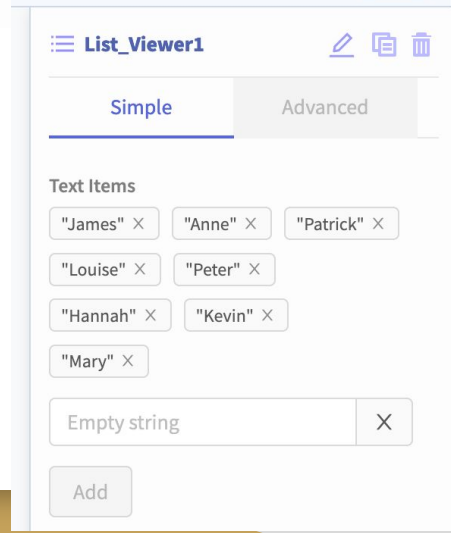 List_Viewer1
Simple Advanced
Text Items
"James" X "Anne" X "Patrick" X
"Louise" X "Peter" X
"Hannah" X "Kevin" X
"Mary" X
Empty string X
Add